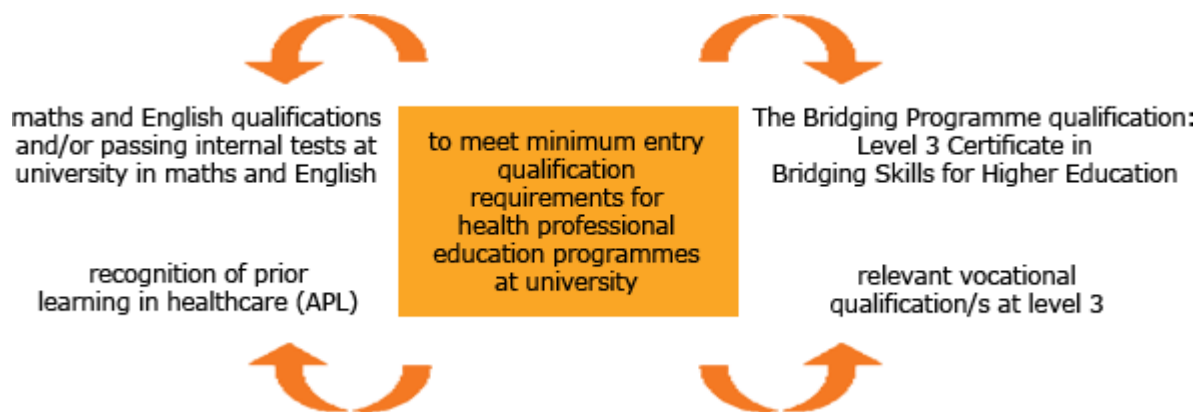 maths and English qualifications
and/or passing internal tests at
university in maths and English
recognition of prior
learning in healthcare (APL)
to meet minimum entry
qualification
requirements for
health professional
education programmes
at university
The Bridging Programme qualification:
Level 3 Certificate in
Bridging Skills for Higher Education
relevant vocational
qualification/s at level 3